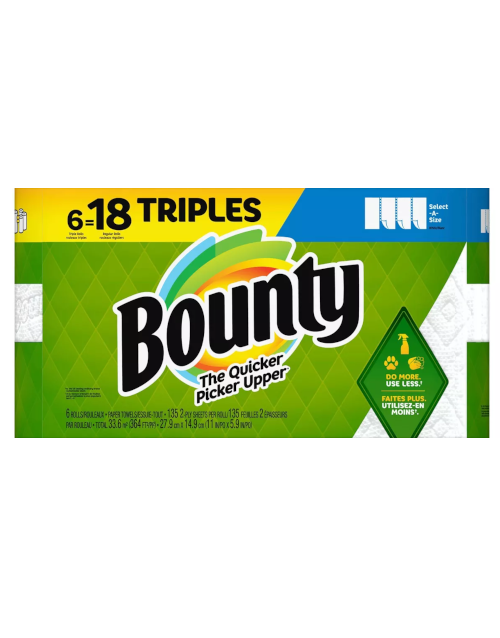 6=18 TRIPLES
Triple Rolls
Regular Rolls
Select
-A-
Size
Bounty
The Quicker
Picker Upper
DO MORE.
USE LESS.†
FAITES PLUS.
UTILISEZ-EN
MOINS†.
6 ROLLS/ROULEAUX • PAPER TOWELS/ESSUIE-TOUT • 135 2-PLY SHEETS PER ROLL/135 FEUILLES 2 ÉPAISSEURS
PAR ROULEAU • TOTAL 33.6 m² (364 FT²/PI²) • 27.9 cm x 14.9 cm (11 IN/PO x 5.9 IN/PO)